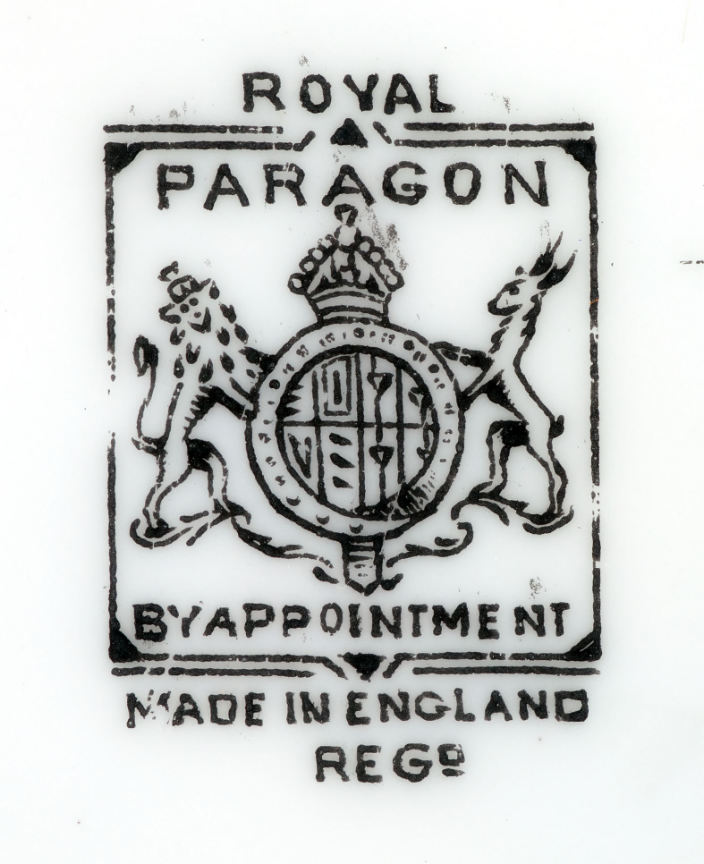 ROYAL
PARAGON
BY APPOINTMENT
MADE IN ENGLAND
REGD